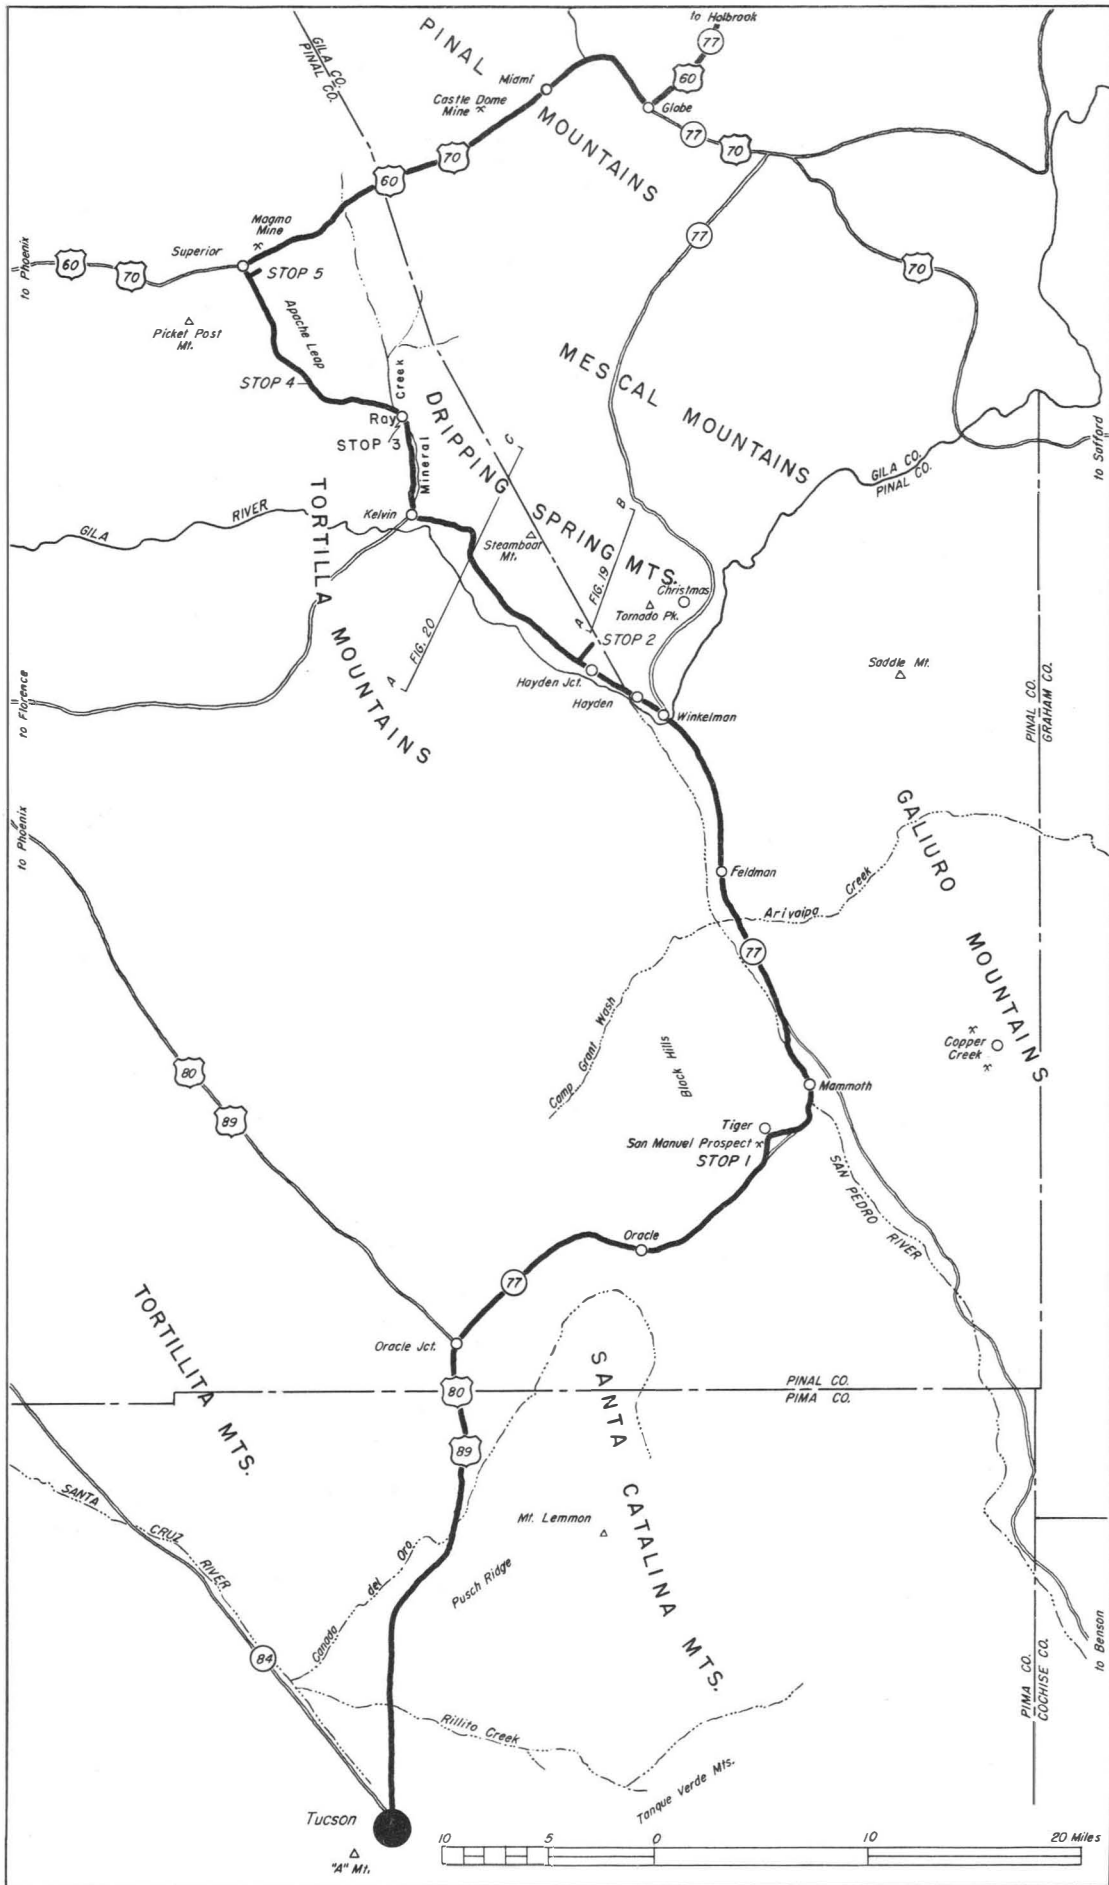 to Holbrook
77
GILA CO.
PINAL CO.
PINAL
MOUNTAINS
60
Miami
Castle Dome
Mine
Globe
77
70
70
60
Magma
Mine
Superior
77
to Phoenix
60
70
STOP 5
70
Picket Post
Mt.
Apache Leap
MESCAL MOUNTAINS
STOP 4
Creek
Ray
DRIPPING
STOP 3
Mineral
C
to Safford
GILA CO.
PINAL CO.
TORTILLA
MOUNTAINS
GILA
RIVER
Kelvin
B
SPRING MTS.
Steamboat
Mt.
FIG. 19
Christmas
Tornado Pk.
A
FIG. 20
A
STOP 2
Saddle Mt.
Hayden Jct.
Hayden
Winkelman
to Florence
PINAL CO.
GRAHAM CO.
to Phoenix
GALIURO
MOUNTAINS
Feldman
Arivaipa
Creek
77
Camp Grant Wash
Black Hills
Copper
Creek
80
Mammoth
89
Tiger
San Manuel Prospect
STOP 1
SAN PEDRO RIVER
Oracle
77
TORTILLITA MTS.
Oracle Jct.
SANTA
CATALINA
MTS.
80
PINAL CO.
PIMA CO.
89
SANTA
CRUZ
RIVER
Mt. Lemmon
Canada del Oro
Pusch Ridge
84
to Benson
PIMA CO.
COCHISE CO.
Rillito Creek
Tanque Verde Mts.
Tucson
"A" Mt.
10
5
0
10
20 Miles